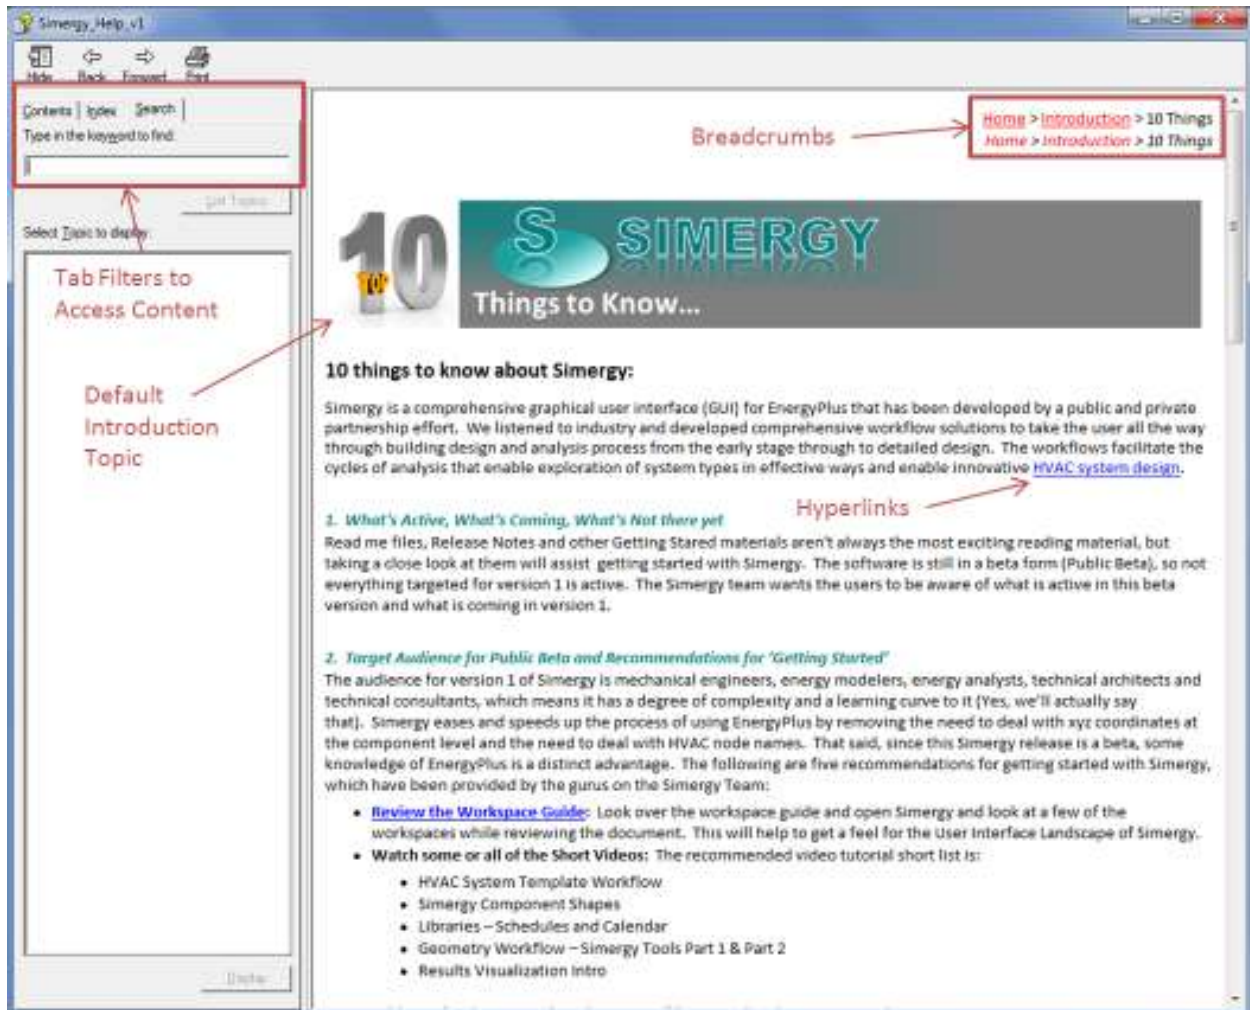 Simergy_Help_v1
Hide Back Forward Print
Contents Index Search
Type in the keyword to find:
List Topics
Select Topic to display:
Tab Filters to
Access Content
Default
Introduction
Topic
Display
Breadcrumbs
Home > Introduction > 10 Things
Home > Introduction > 10 Things
10
TOP
S SIMERGY
Things to Know...
10 things to know about Simergy:
Simergy is a comprehensive graphical user interface (GUI) for EnergyPlus that has been developed by a public and private
partnership effort. We listened to industry and developed comprehensive workflow solutions to take the user all the way
through building design and analysis process from the early stage through to detailed design. The workflows facilitate the
cycles of analysis that enable exploration of system types in effective ways and enable innovative HVAC system design.
Hyperlinks
1. What's Active, What's Coming, What's Not there yet
Read me files, Release Notes and other Getting Stared materials aren't always the most exciting reading material, but
taking a close look at them will assist getting started with Simergy. The software is still in a beta form (Public Beta), so not
everything targeted for version 1 is active. The Simergy team wants the users to be aware of what is active in this beta
version and what is coming in version 1.
2. Target Audience for Public Beta and Recommendations for 'Getting Started'
The audience for version 1 of Simergy is mechanical engineers, energy modelers, energy analysts, technical architects and
technical consultants, which means it has a degree of complexity and a learning curve to it (Yes, we'll actually say
that). Simergy eases and speeds up the process of using EnergyPlus by removing the need to deal with xyz coordinates at
the component level and the need to deal with HVAC node names. That said, since this Simergy release is a beta, some
knowledge of EnergyPlus is a distinct advantage. The following are five recommendations for getting started with Simergy,
which have been provided by the gurus on the Simergy Team:
• Review the Workspace Guide: Look over the workspace guide and open Simergy and look at a few of the
workspaces while reviewing the document. This will help to get a feel for the User Interface Landscape of Simergy.
• Watch some or all of the Short Videos: The recommended video tutorial short list is:
• HVAC System Template Workflow
• Simergy Component Shapes
• Libraries – Schedules and Calendar
• Geometry Workflow – Simergy Tools Part 1 & Part 2
• Results Visualization Intro